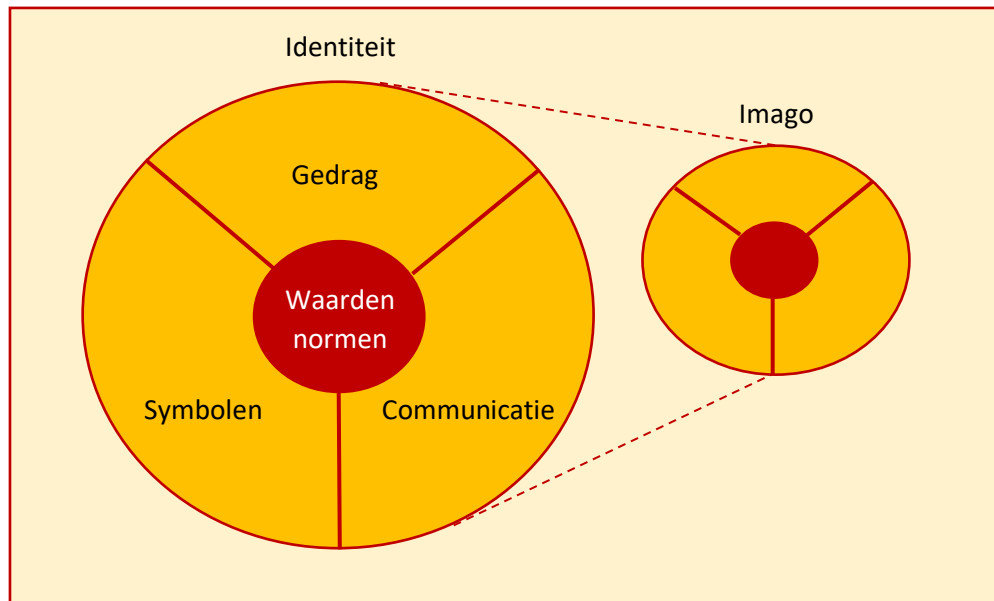 Identiteit
Imago
Gedrag
Waarden
normen
Symbolen
Communicatie